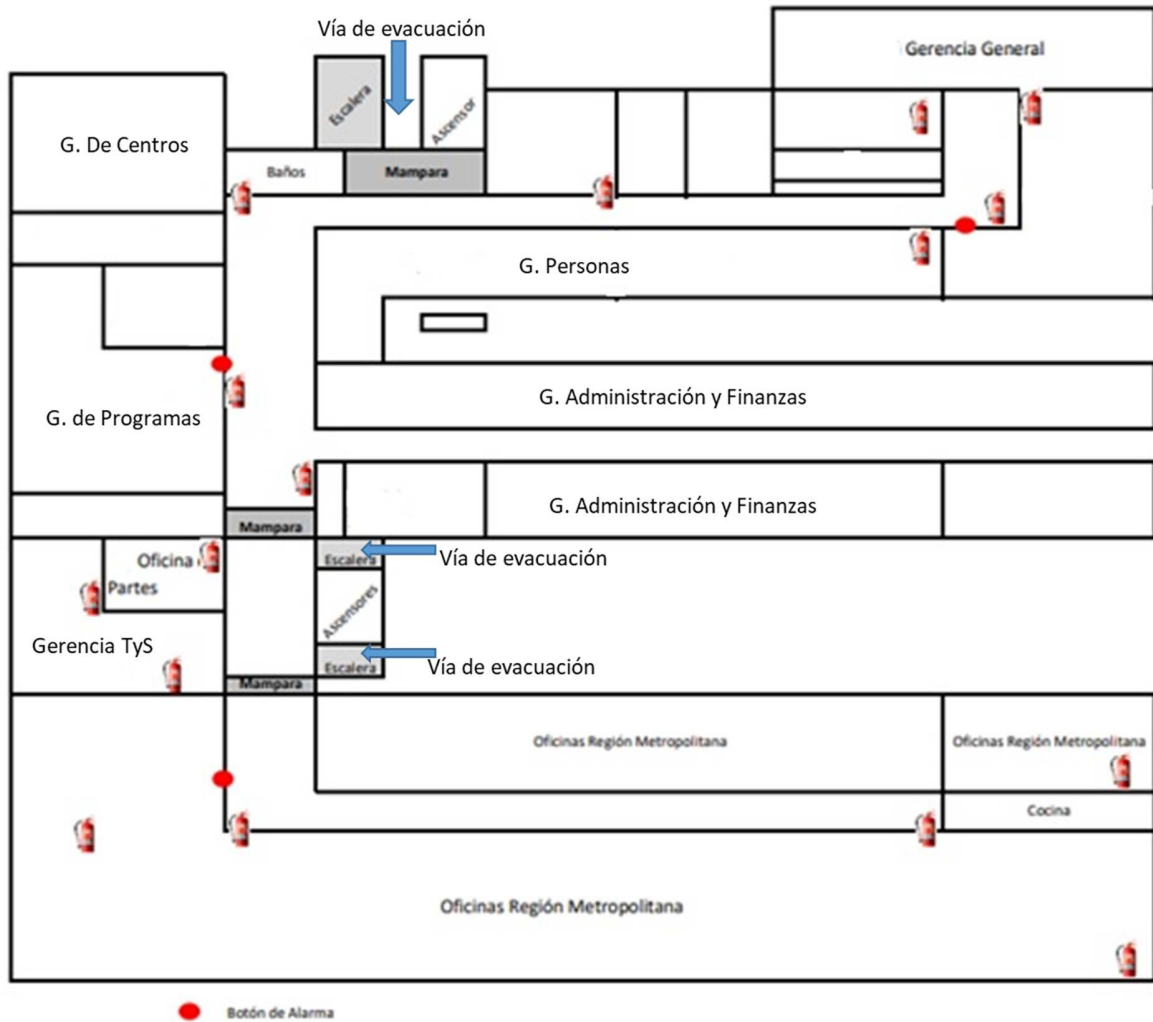 Vía de evacuación
Gerencia General
Escalera
Ascensor
G. De Centros
Baños
Mampara
G. Personas
G. Administración y Finanzas
G. de Programas
G. Administración y Finanzas
Mampara
Oficina
Partes
Escalera
Vía de evacuación
Ascensores
Gerencia TyS
Escalera
Vía de evacuación
Mampara
Oficinas Región Metropolitana
Oficinas Región Metropolitana
Cocina
Oficinas Región Metropolitana
Botón de Alarma